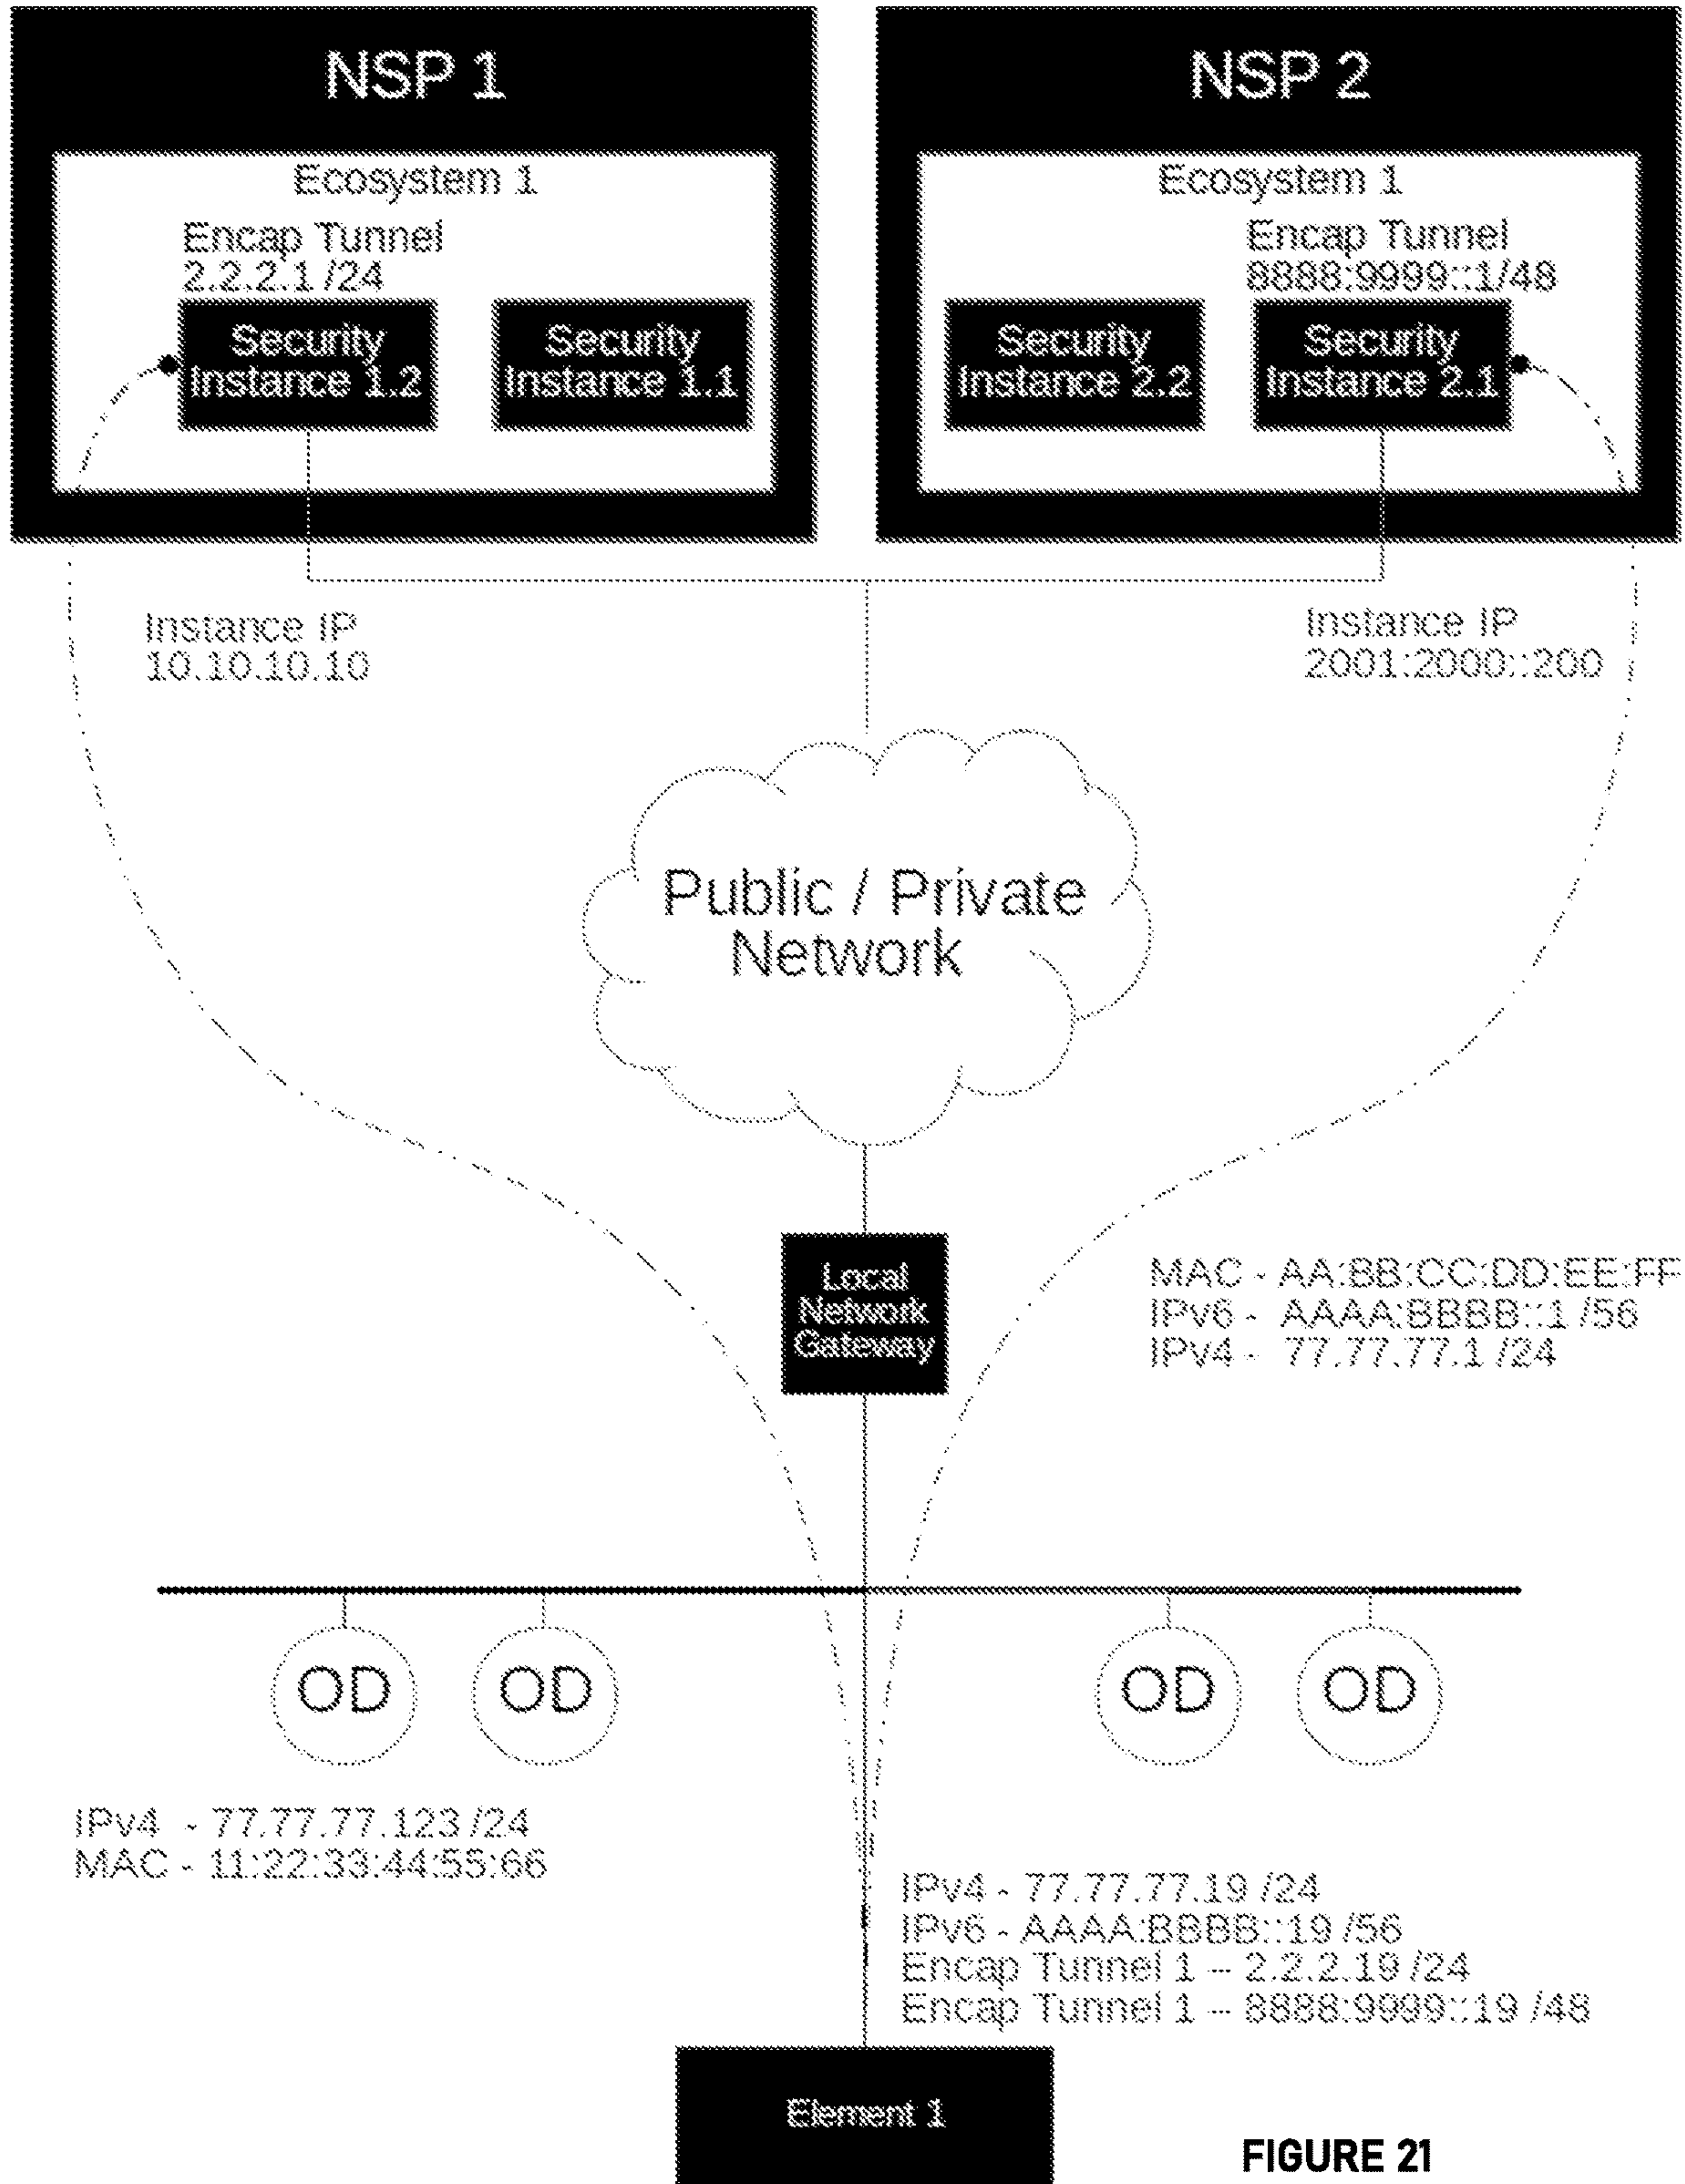 NSP 1
Ecosystem 1
Encap Tunnel
2.2.2.1 /24
Security
Instance 1.2
Security
Instance 1.1
NSP 2
Ecosystem 1
Encap Tunnel
8888:9999::1/48
Security
Instance 2.2
Security
Instance 2.1
Instance IP
10.10.10.10
Instance IP
2001:2000::200
Public / Private
Network
Local
Network
Gateway
MAC - AA:BB:CC:DD:EE:FF
IPv6 - AAAA:BBBB::1 /56
IPv4 - 77.77.77.1 /24
OD
OD
OD
OD
IPv4 - 77.77.77.123 /24
MAC - 11:22:33:44:55:66
IPv4 - 77.77.77.19 /24
IPv6 - AAAA:BBBB::19 /56
Encap Tunnel 1 – 2.2.2.19 /24
Encap Tunnel 1 – 8888:9999::19 /48
Element 1
FIGURE 21